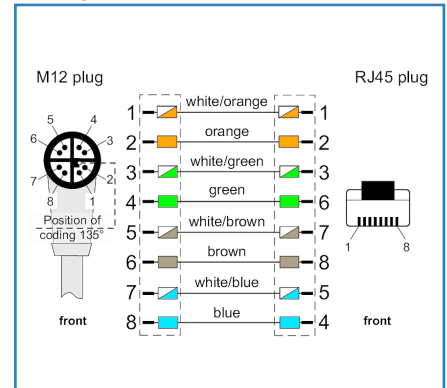 M12 plug
RJ45 plug
5 4
6 3
7 2
8 1
Position of
coding 135°
front
1 white/orange 1
2 orange 2
3 white/green 3
4 green 6
5 white/brown 7
6 brown 8
7 white/blue 5
8 blue 4
1 8
front